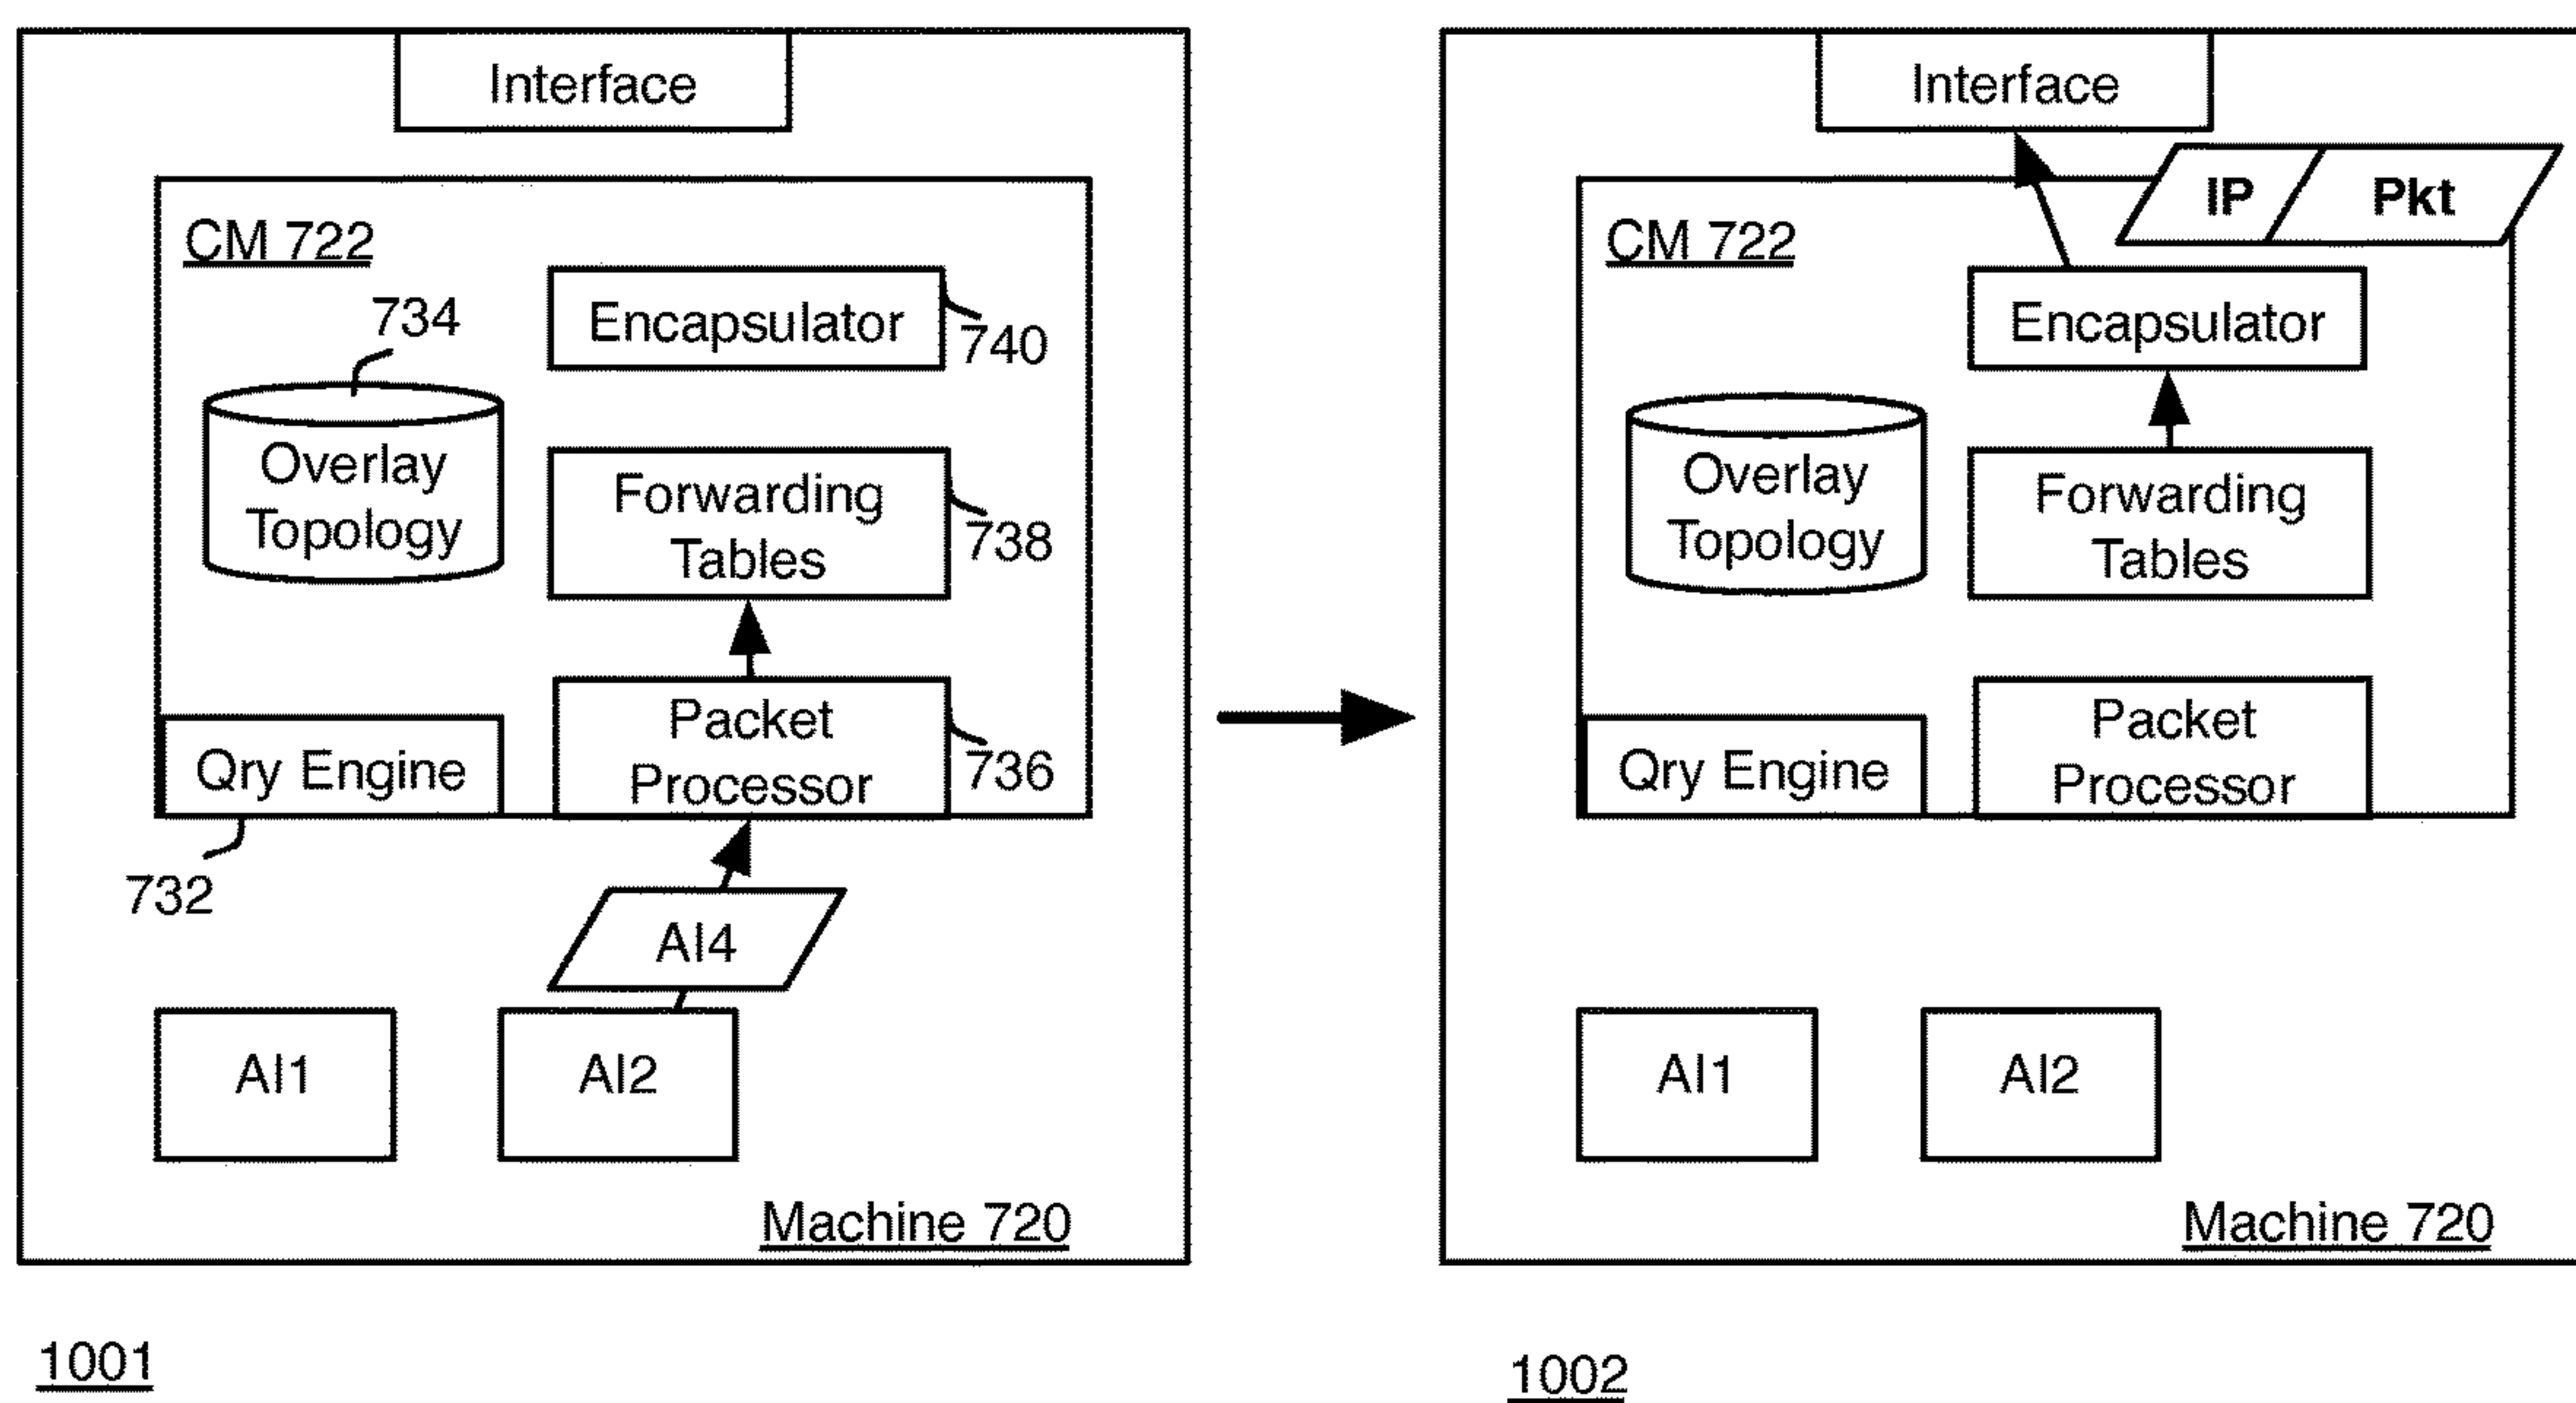 Interface
CM 722
734
Encapsulator
740
Overlay
Topology
Forwarding
Tables
738
Packet
Processor
736
Qry Engine
732
AI4
AI1
AI2
Machine 720
1001
Interface
IP
Pkt
CM 722
Encapsulator
Overlay
Topology
Forwarding
Tables
Packet
Processor
Qry Engine
AI1
AI2
Machine 720
1002